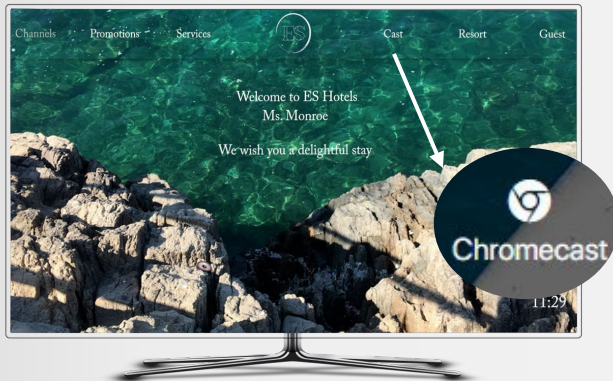 Channels Promotions Services ES Cast Resort Guest
Welcome to ES Hotels
Ms. Monroe
We wish you a delightful stay
Chromecast
11:29